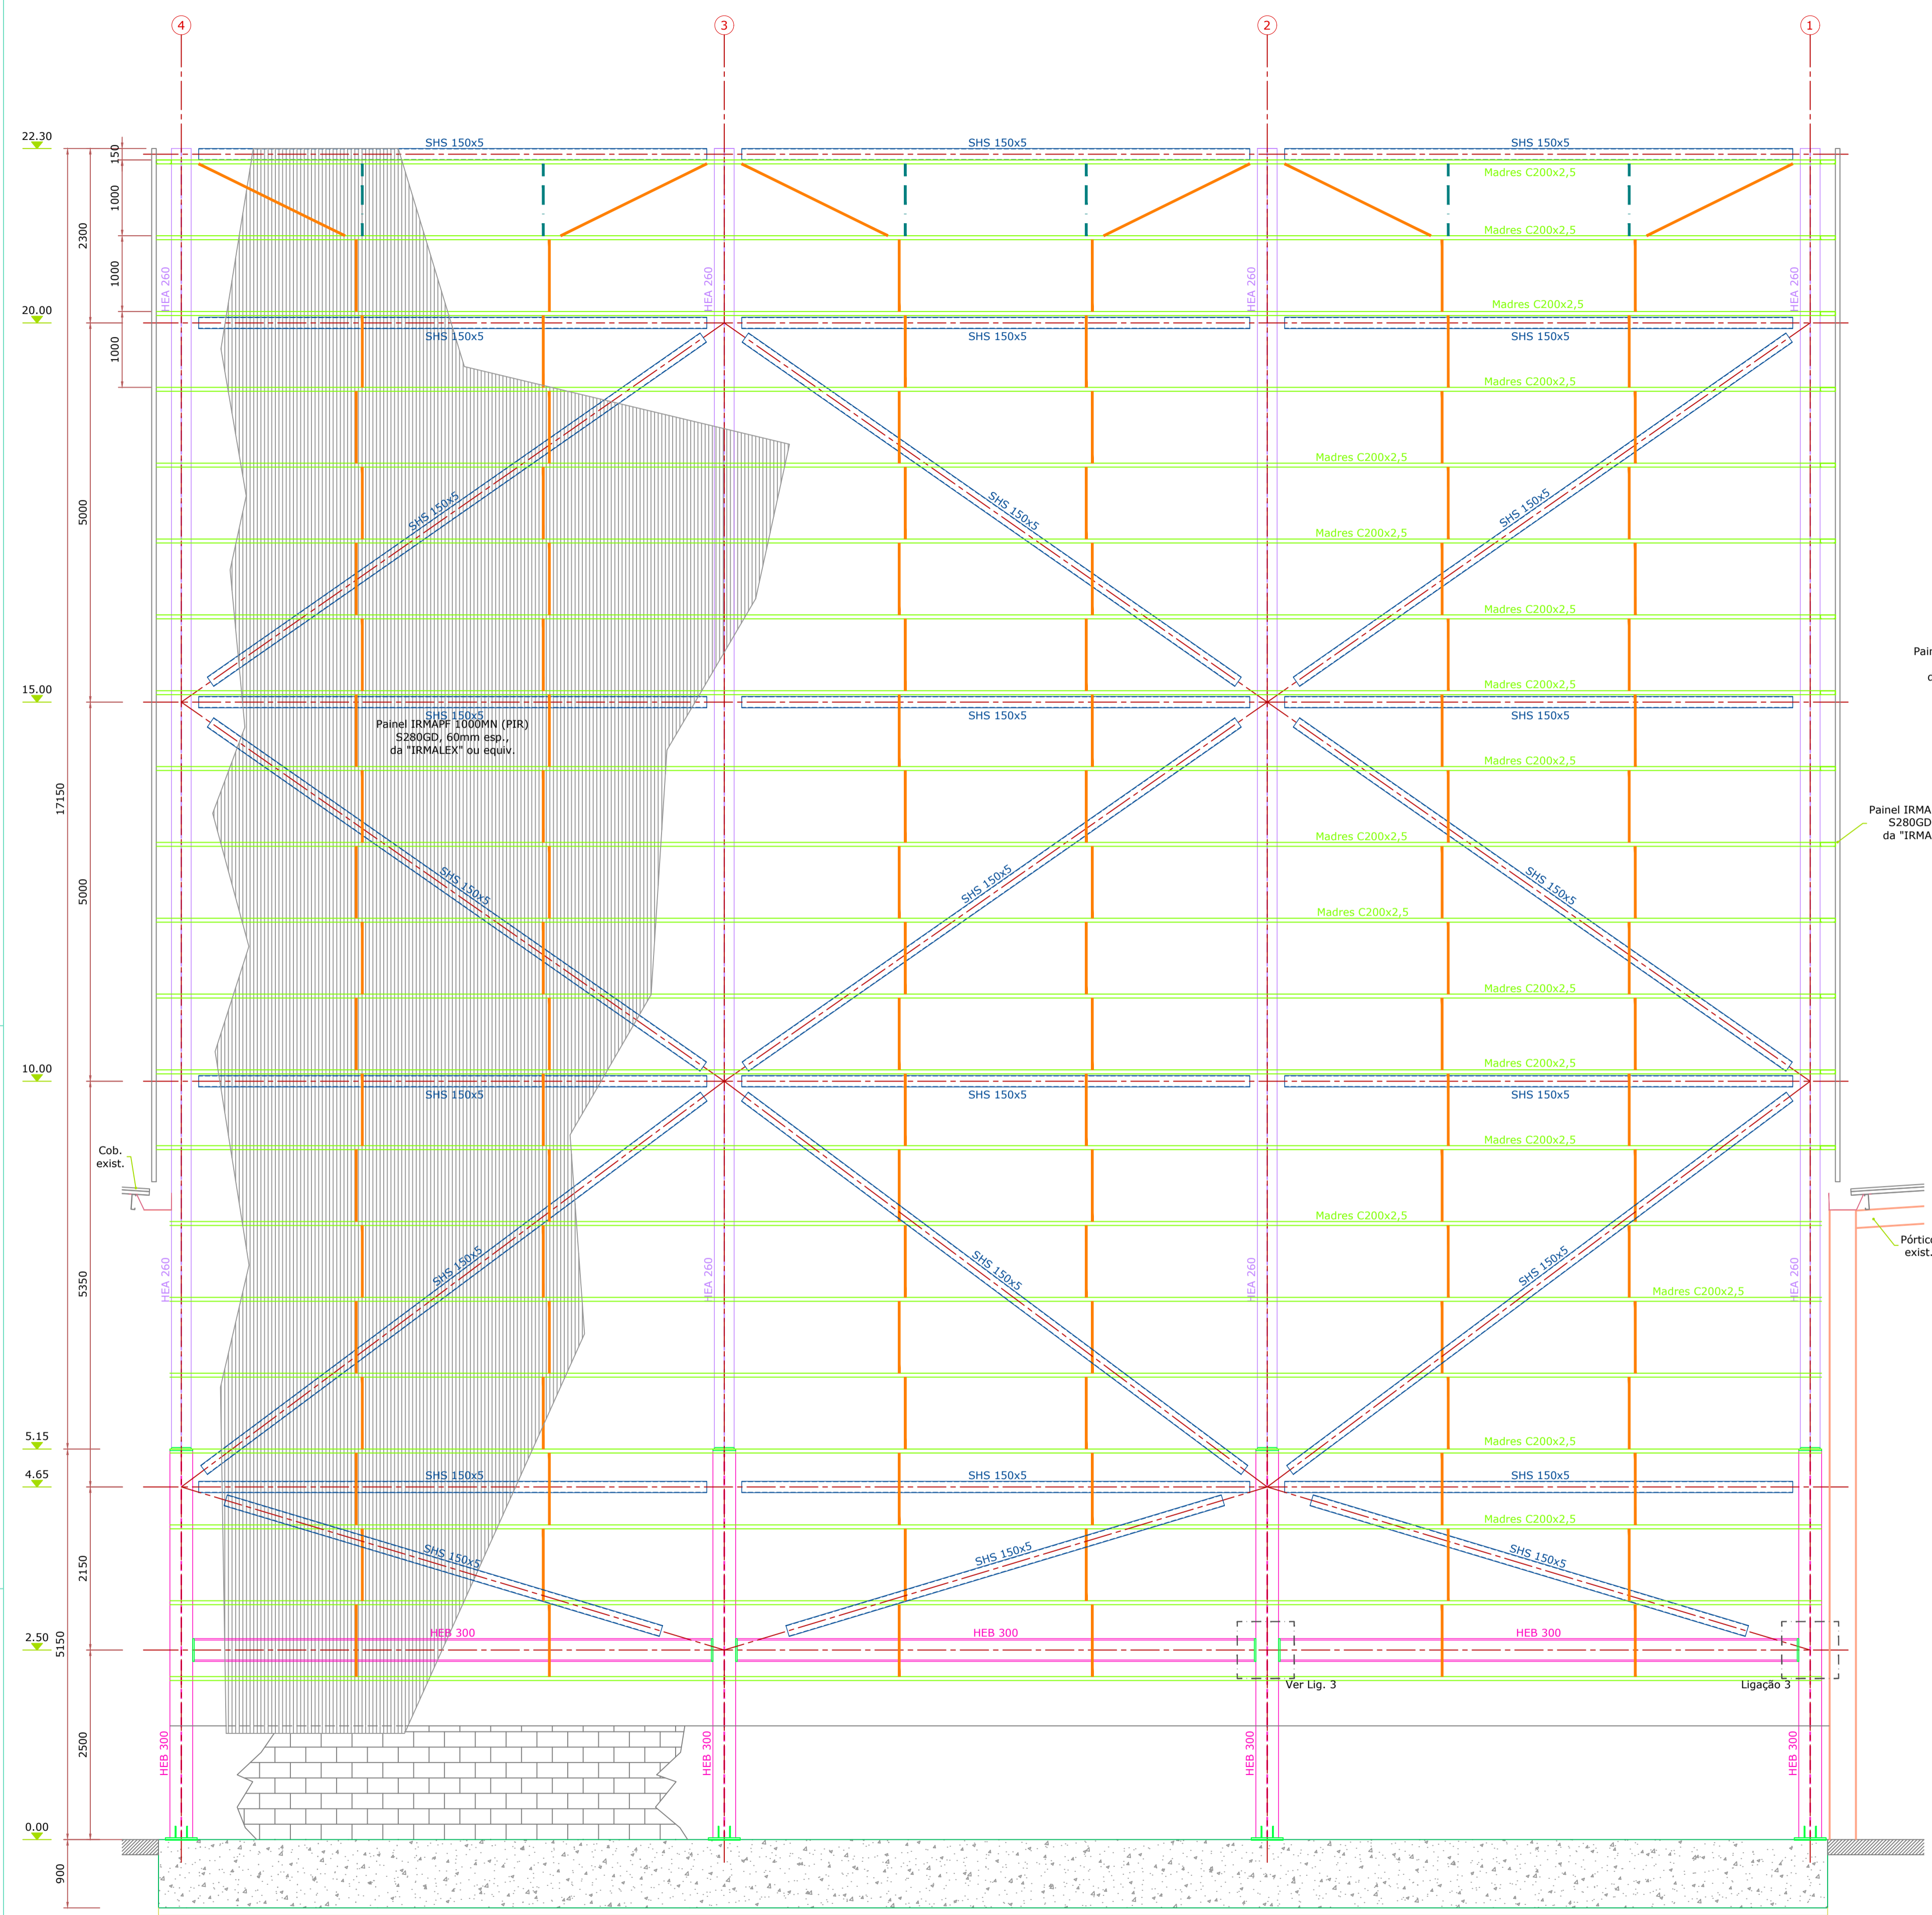 4
3
2
1
22.30
150
SHS 150x5
SHS 150x5
SHS 150x5
Madres C200x2,5
1000
2300
Madres C200x2,5
1000
HEA 260
HEA 260
HEA 260
HEA 260
Madres C200x2,5
20.00
SHS 150x5
SHS 150x5
SHS 150x5
1000
Madres C200x2,5
Madres C200x2,5
5000
SHS 150x5
SHS 150x5
SHS 150x5
Madres C200x2,5
Madres C200x2,5
Pain
d
15.00
Madres C200x2,5
SHS 150x5
SHS 150x5
SHS 150x5
Painel IRMAPF 1000MN (PIR)
S280GD, 60mm esp.,
da "IRMALEX" ou equiv.
Madres C200x2,5
17150
Painel IRMA
S280GD
da "IRMA
Madres C200x2,5
5000
SHS 150x5
SHS 150x5
SHS 150x5
Madres C200x2,5
Madres C200x2,5
10.00
Madres C200x2,5
SHS 150x5
SHS 150x5
SHS 150x5
Madres C200x2,5
Cob.
exist.
Madres C200x2,5
Pórtico
exist.
5350
HEA 260
SHS 150x5
HEA 260
SHS 150x5
HEA 260
SHS 150x5
HEA 260
Madres C200x2,5
5.15
Madres C200x2,5
4.65
SHS 150x5
SHS 150x5
SHS 150x5
Madres C200x2,5
2150
SHS 150x5
SHS 150x5
SHS 150x5
2.50
5150
HEB 300
HEB 300
HEB 300
Ver Lig. 3
Ligação 3
2500
HEB 300
HEB 300
HEB 300
HEB 300
0.00
900